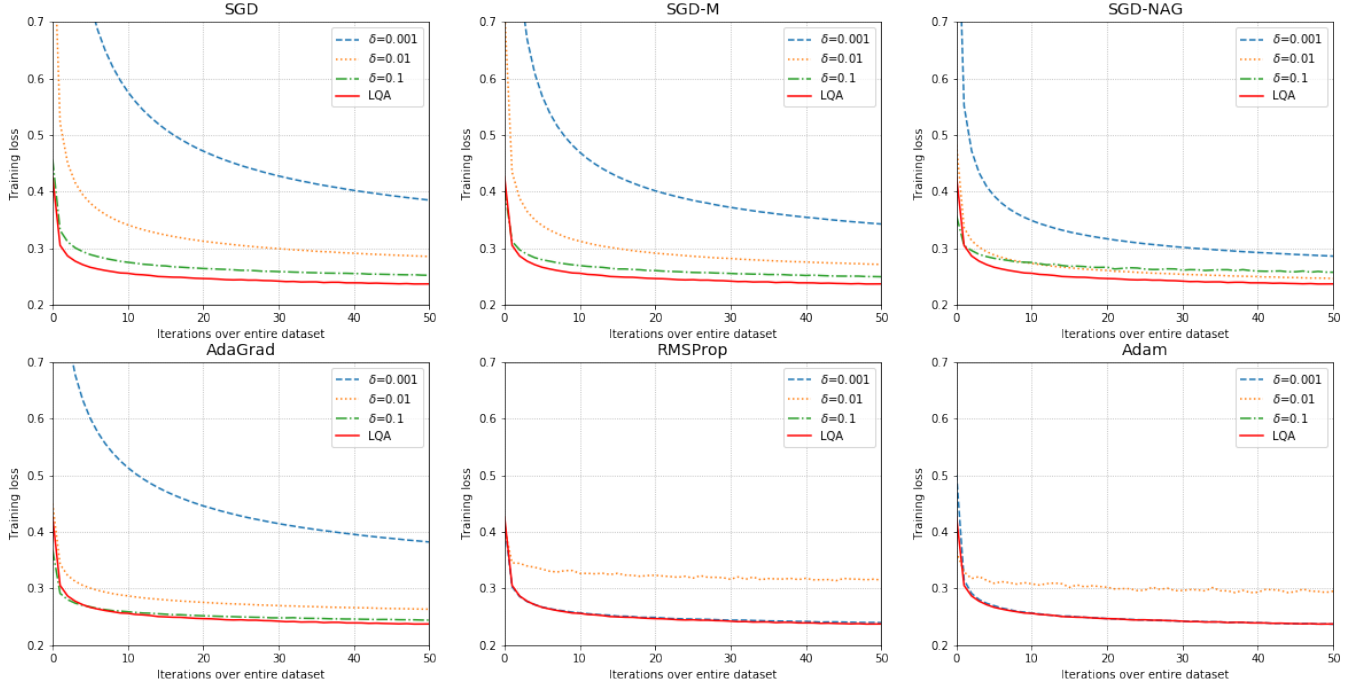 SGD
0.7
0.6
0.5
0.4
0.3
0.2
Training loss
0 10 20 30 40 50
Iterations over entire dataset
δ=0.001
δ=0.01
δ=0.1
LQA
SGD-M
0.7
0.6
0.5
0.4
0.3
0.2
Training loss
0 10 20 30 40 50
Iterations over entire dataset
δ=0.001
δ=0.01
δ=0.1
LQA
SGD-NAG
0.7
0.6
0.5
0.4
0.3
0.2
Training loss
0 10 20 30 40 50
Iterations over entire dataset
δ=0.001
δ=0.01
δ=0.1
LQA
AdaGrad
0.7
0.6
0.5
0.4
0.3
0.2
Training loss
0 10 20 30 40 50
Iterations over entire dataset
δ=0.001
δ=0.01
δ=0.1
LQA
RMSProp
0.7
0.6
0.5
0.4
0.3
0.2
Training loss
0 10 20 30 40 50
Iterations over entire dataset
δ=0.001
δ=0.01
δ=0.1
LQA
Adam
0.7
0.6
0.5
0.4
0.3
0.2
Training loss
0 10 20 30 40 50
Iterations over entire dataset
δ=0.001
δ=0.01
δ=0.1
LQA